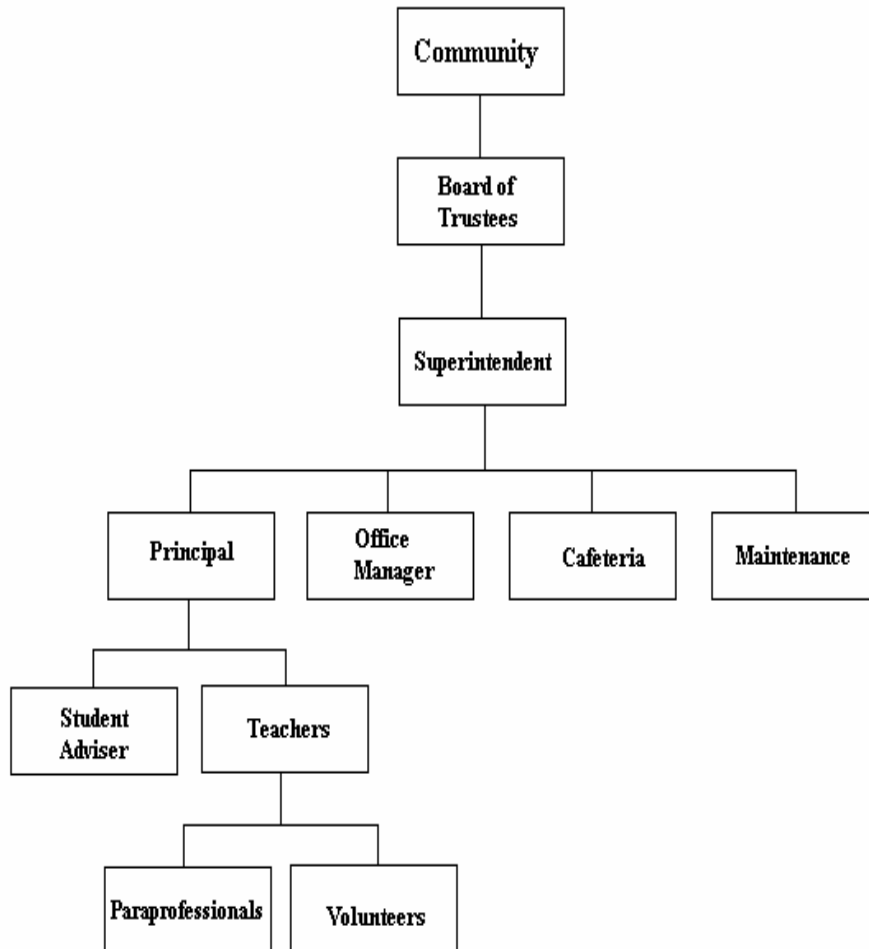 Community
Board of
Trustees
Superintendent
Principal
Office
Manager
Cafeteria
Maintenance
Student
Adviser
Teachers
Paraprofessionals
Volunteers